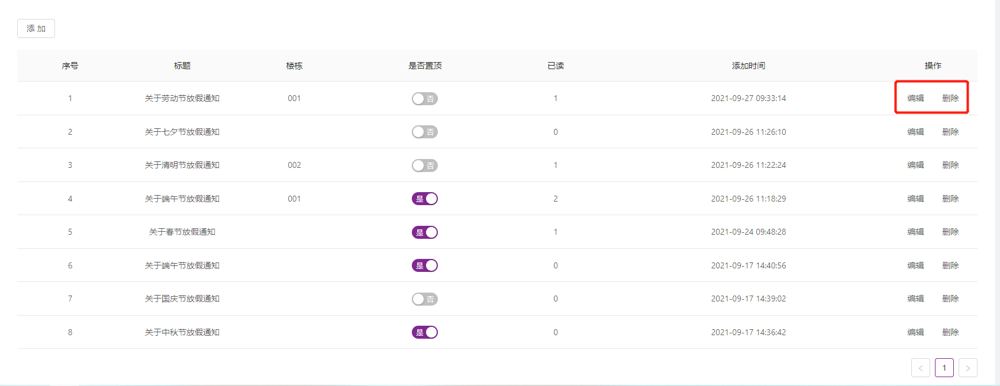 添 加
序号 标题 楼栋 是否置顶 已读 添加时间 操作
1 关于劳动节放假通知 001 否 1 2021-09-27 09:33:14 编辑 删除
2 关于七夕节放假通知 否 0 2021-09-26 11:26:10 编辑 删除
3 关于清明节放假通知 002 否 1 2021-09-26 11:22:24 编辑 删除
4 关于端午节放假通知 001 是 2 2021-09-26 11:18:29 编辑 删除
5 关于春节放假通知 是 1 2021-09-24 09:48:28 编辑 删除
6 关于端午节放假通知 是 0 2021-09-17 14:40:56 编辑 删除
7 关于国庆节放假通知 否 0 2021-09-17 14:39:02 编辑 删除
8 关于中秋节放假通知 是 0 2021-09-17 14:36:42 编辑 删除
< 1 >